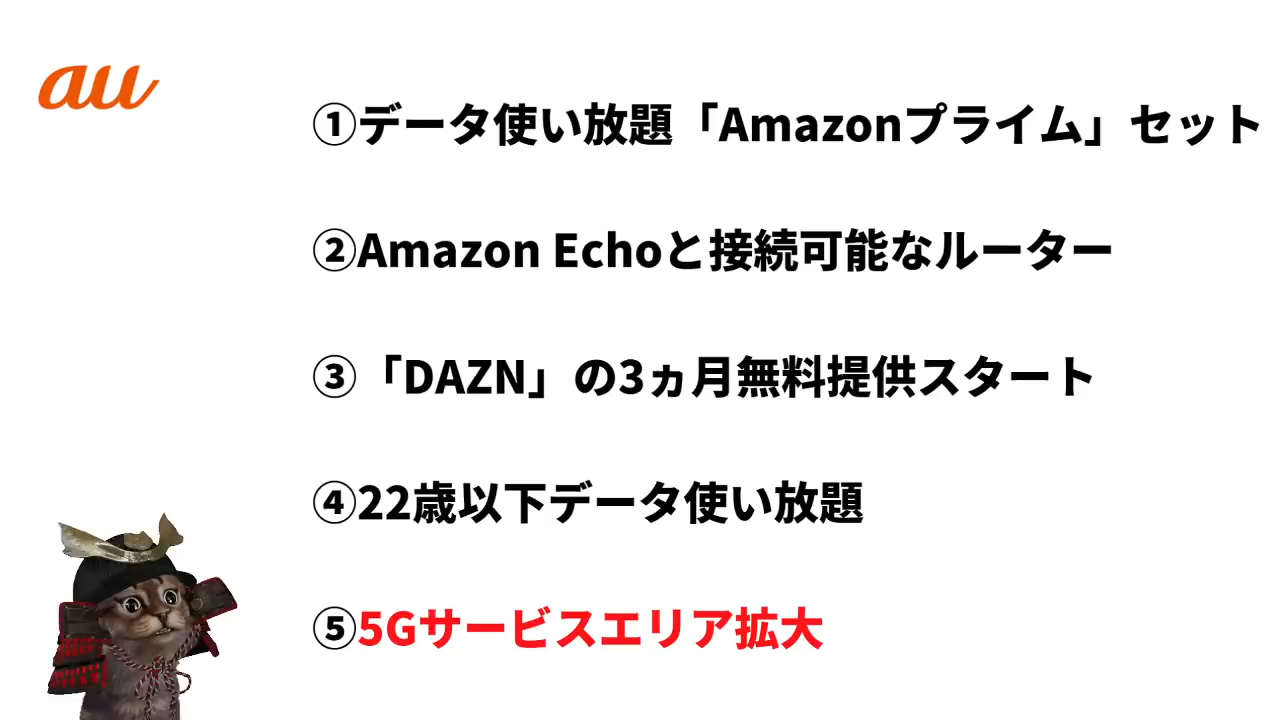 au
①データ使い放題「Amazonプライム」セット
②Amazon Echoと接続可能なルーター
③「DAZN」の3ヵ月無料提供スタート
④22歳以下データ使い放題
⑤5Gサービスエリア拡大